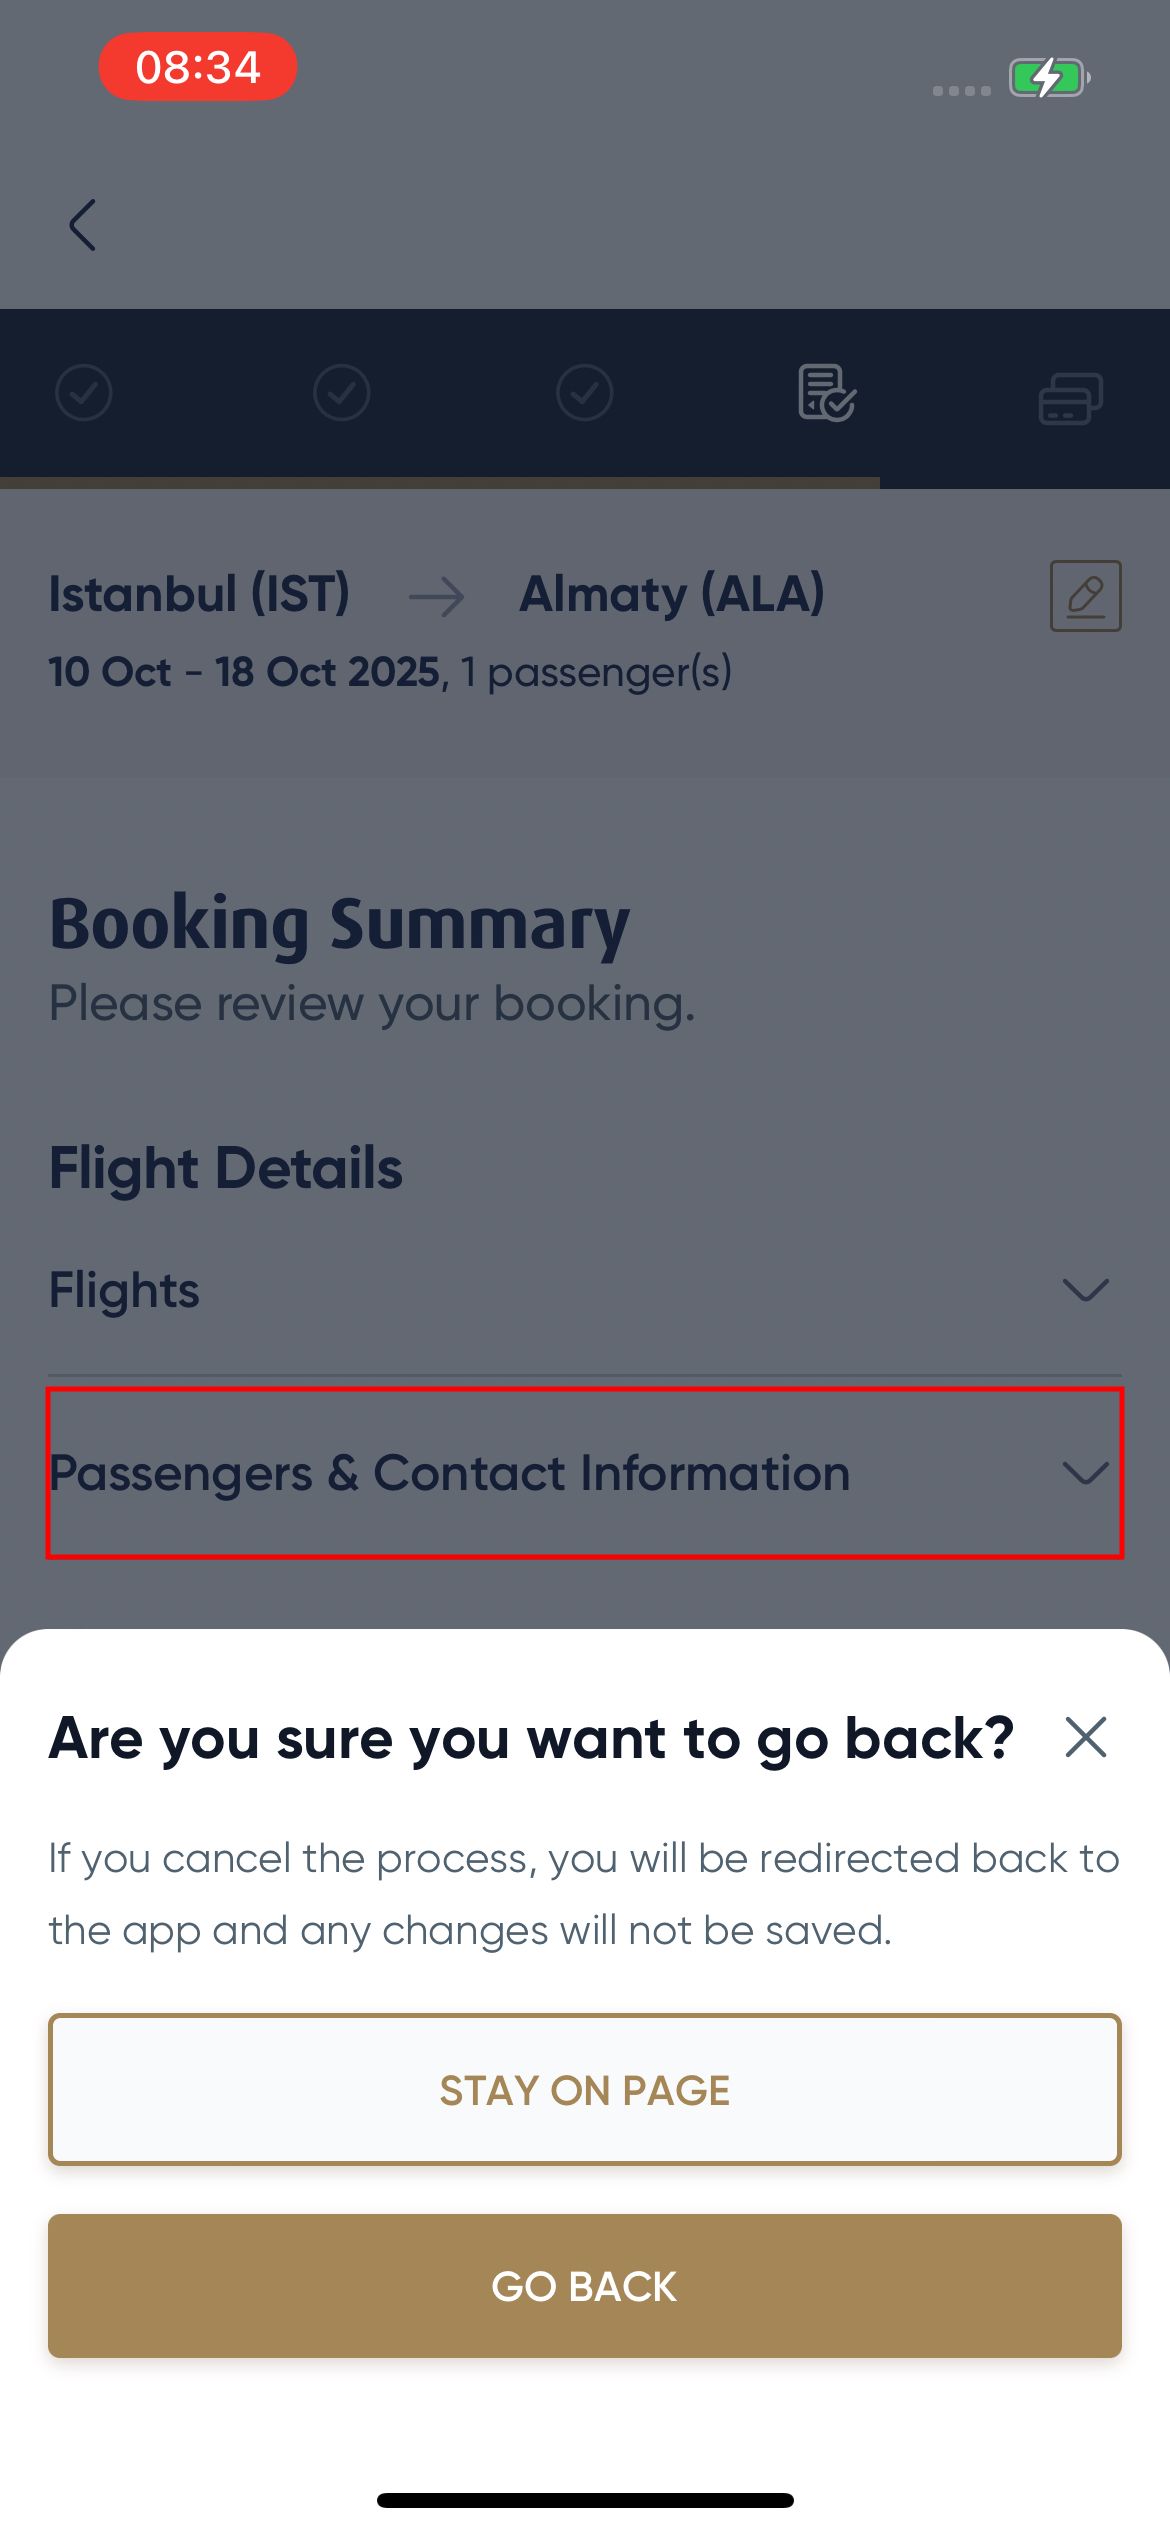 08:34
Istanbul (IST) → Almaty (ALA)
10 Oct - 18 Oct 2025, 1 passenger(s)
Booking Summary
Please review your booking.
Flight Details
Flights
Passengers & Contact Information
Are you sure you want to go back?
If you cancel the process, you will be redirected back to
the app and any changes will not be saved.
STAY ON PAGE
GO BACK